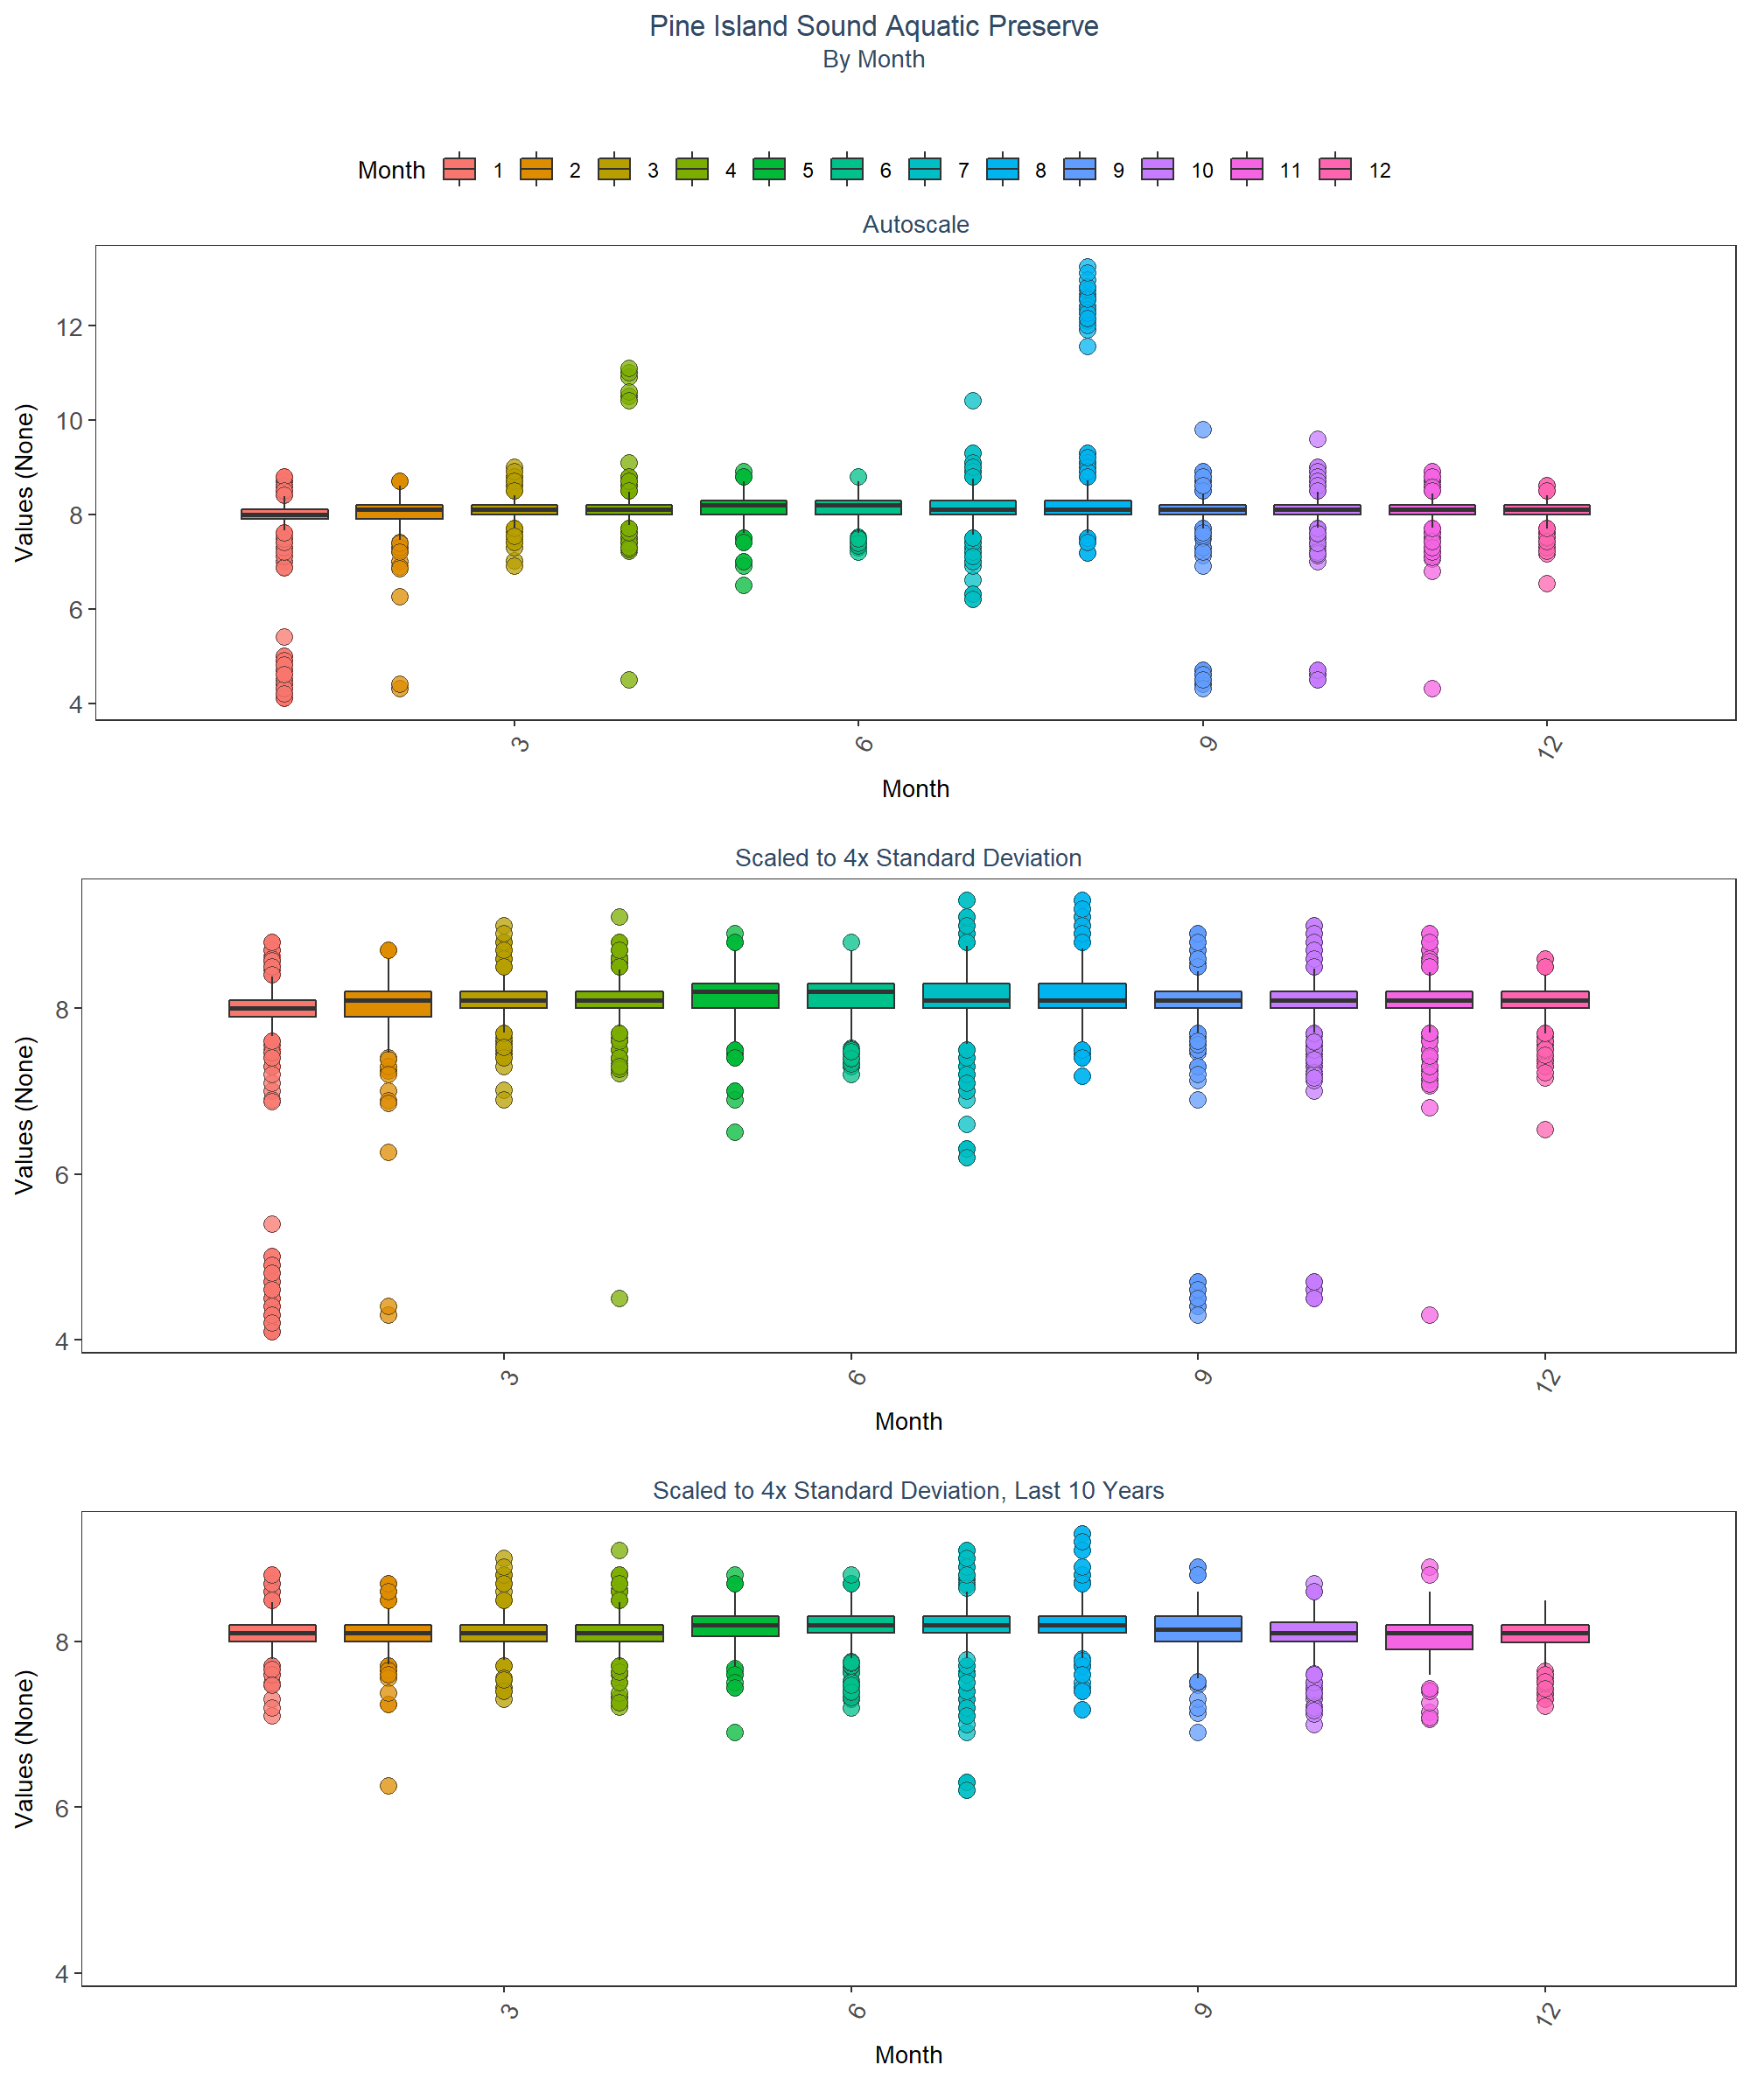 Pine Island Sound Aquatic Preserve
By Month
Month 1 2 3 4 5 6 7 8 9 10 11 12
Autoscale
Values (None)
12
10
8
6
4
3 6 9 12
Month
Scaled to 4x Standard Deviation
Values (None)
8
6
4
3 6 9 12
Month
Scaled to 4x Standard Deviation, Last 10 Years
Values (None)
8
6
4
3 6 9 12
Month